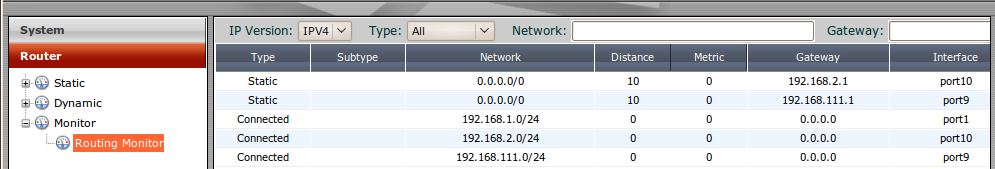 System
Router
Static
Dynamic
Monitor
Routing Monitor
IP Version: IPV4 Type: All Network: Gateway:
Type Subtype Network Distance Metric Gateway Interface
Static 0.0.0.0/0 10 0 192.168.2.1 port10
Static 0.0.0.0/0 10 0 192.168.111.1 port9
Connected 192.168.1.0/24 0 0 0.0.0.0 port1
Connected 192.168.2.0/24 0 0 0.0.0.0 port10
Connected 192.168.111.0/24 0 0 0.0.0.0 port9